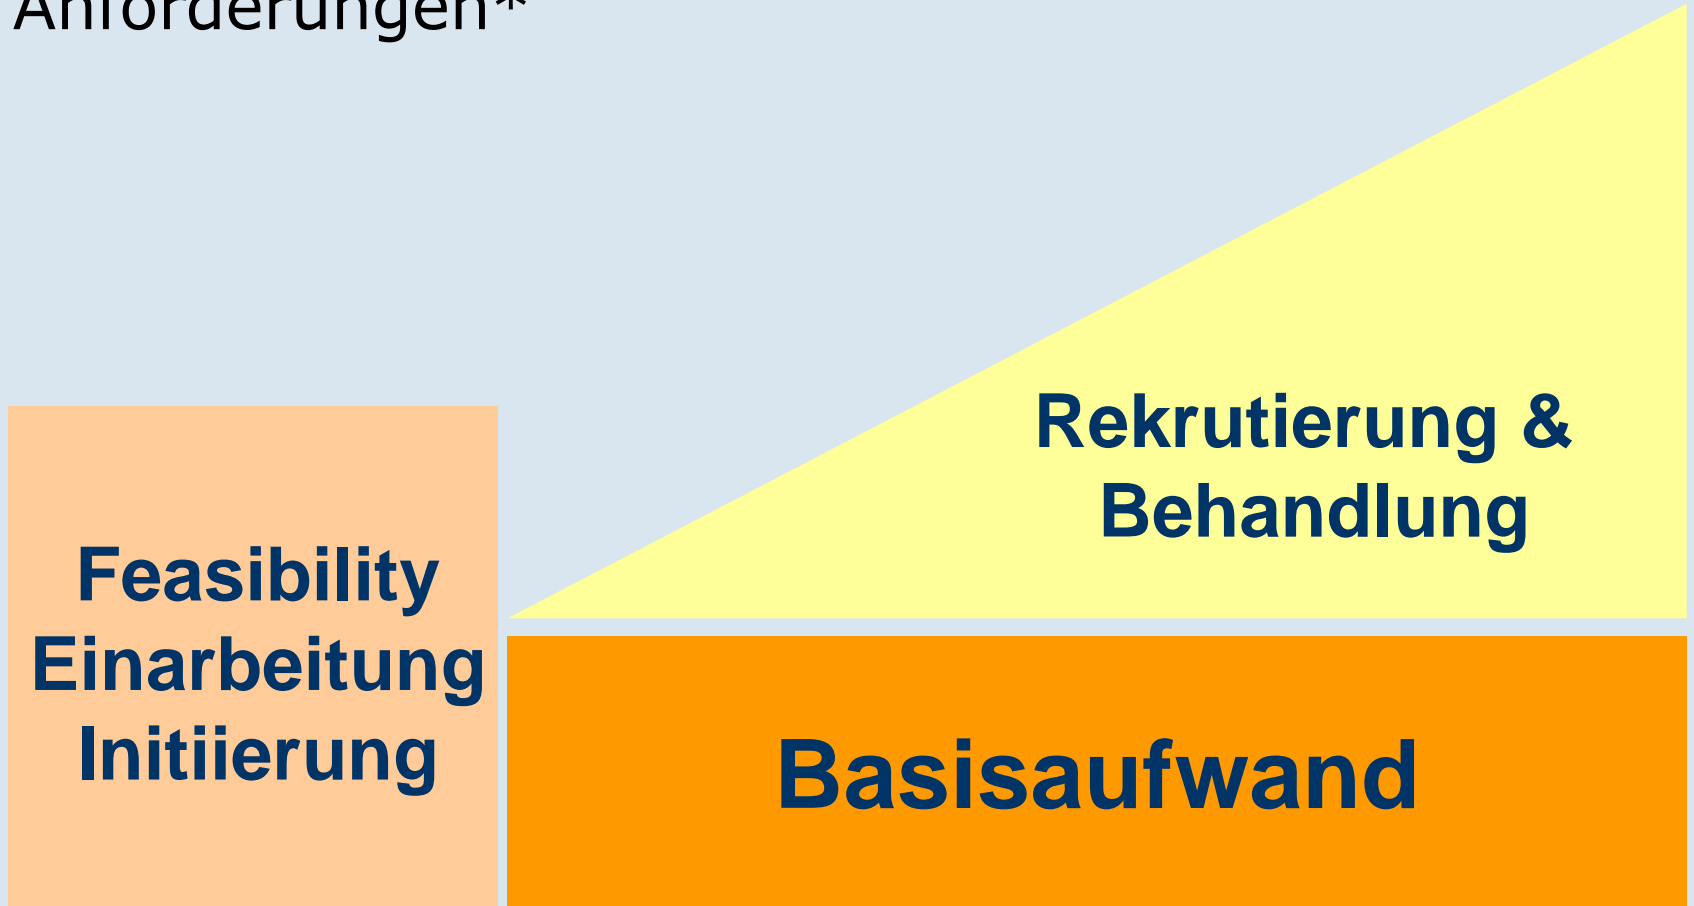 Anforderungen*
Rekrutierung &
Behandlung
Feasibility
Einarbeitung
Initiierung
Basisaufwand